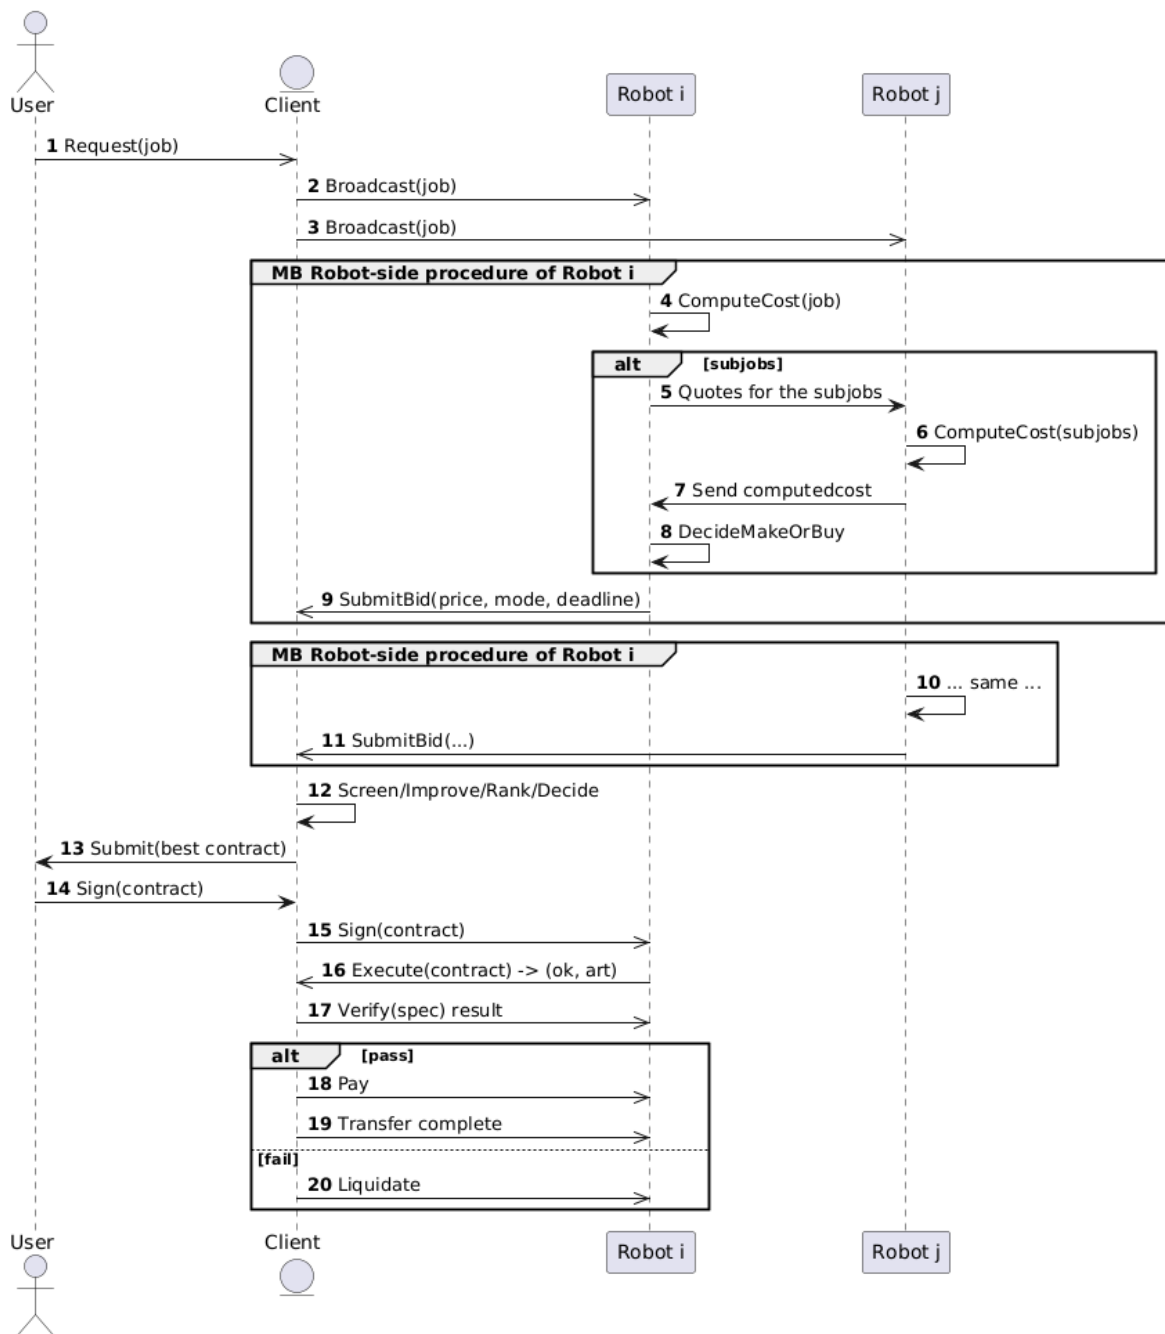 User
Client
Robot i
Robot j
1 Request(job)
2 Broadcast(job)
3 Broadcast(job)
MB Robot-side procedure of Robot i
4 ComputeCost(job)
alt [subjobs]
5 Quotes for the subjobs
6 ComputeCost(subjobs)
7 Send computedcost
8 DecideMakeOrBuy
9 SubmitBid(price, mode, deadline)
MB Robot-side procedure of Robot i
10 ... same ...
11 SubmitBid(...)
12 Screen/Improve/Rank/Decide
13 Submit(best contract)
14 Sign(contract)
15 Sign(contract)
16 Execute(contract) -> (ok, art)
17 Verify(spec) result
alt [pass]
18 Pay
19 Transfer complete
[fail]
20 Liquidate
User
Client
Robot i
Robot j